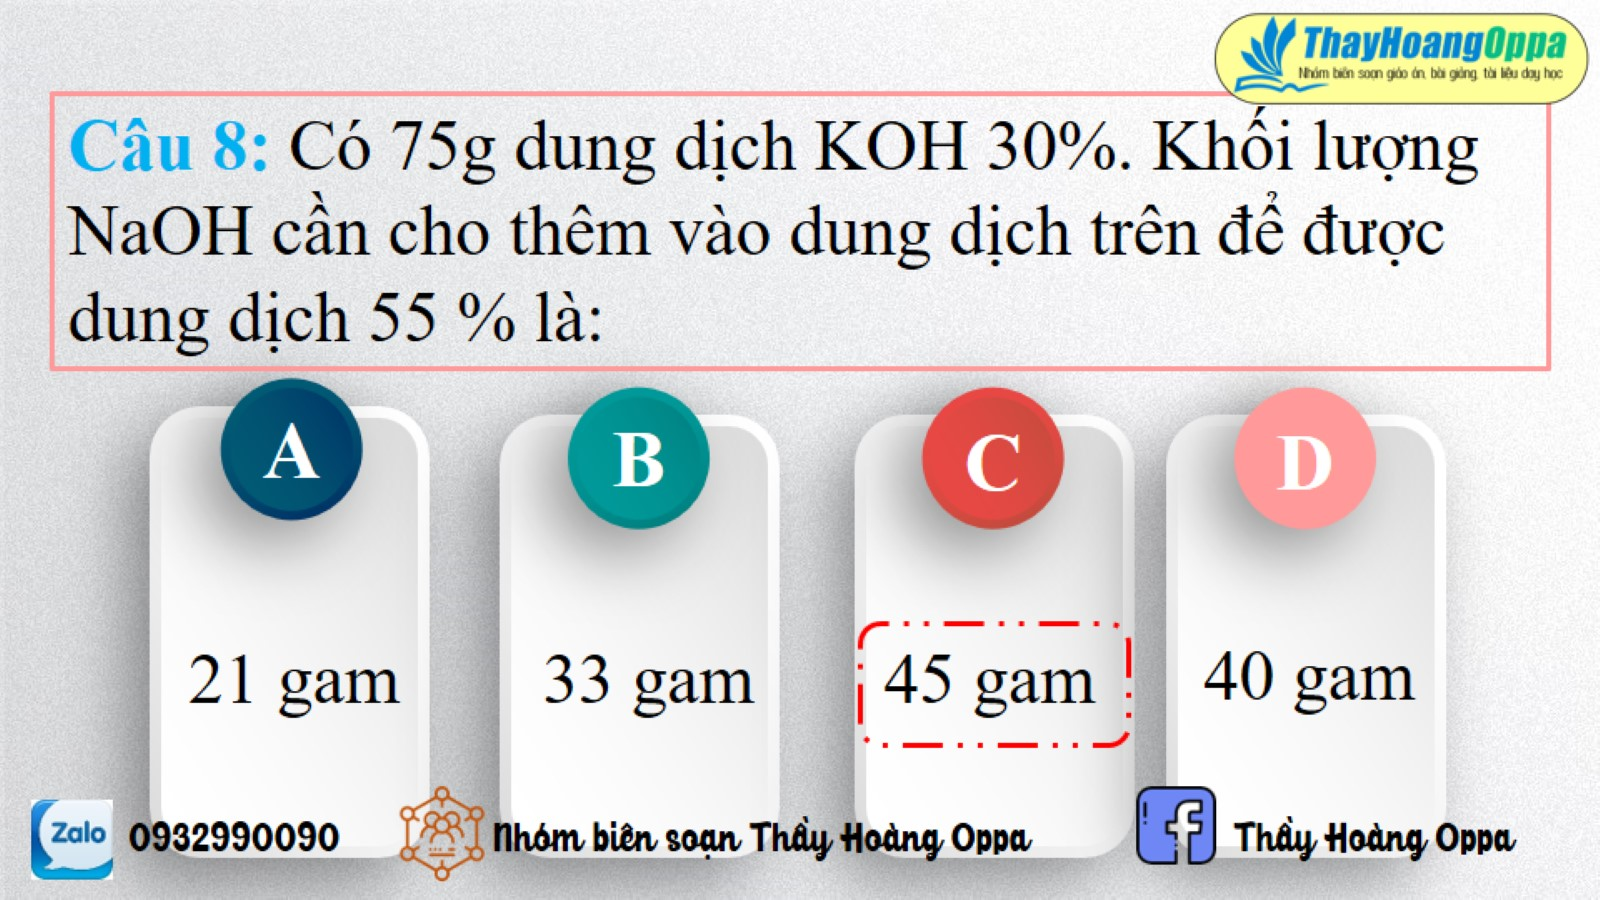 ThayHoangOppa
Nhóm biên soạn giáo án, bài giảng, tài liệu dạy học
Câu 8: Có 75g dung dịch KOH 30%. Khối lượng
NaOH cần cho thêm vào dung dịch trên để được
dung dịch 55 % là:
A
B
C
D
21 gam
33 gam
45 gam
40 gam
Zalo
0932990090
Nhóm biên soạn Thầy Hoàng Oppa
Thầy Hoàng Oppa